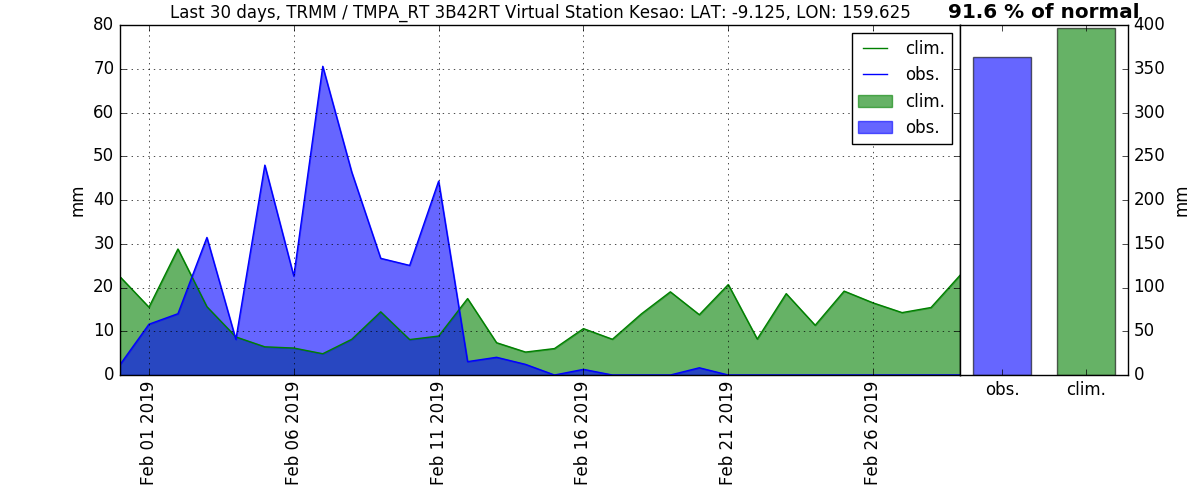 Last 30 days, TRMM / TMPA_RT 3B42RT Virtual Station Kesao: LAT: -9.125, LON: 159.625
91.6 % of normal
80
70
60
50
40
30
20
10
0
mm
clim.
obs.
clim.
obs.
400
350
300
250
200
150
100
50
0
mm
Feb 01 2019
Feb 06 2019
Feb 11 2019
Feb 16 2019
Feb 21 2019
Feb 26 2019
obs.
clim.